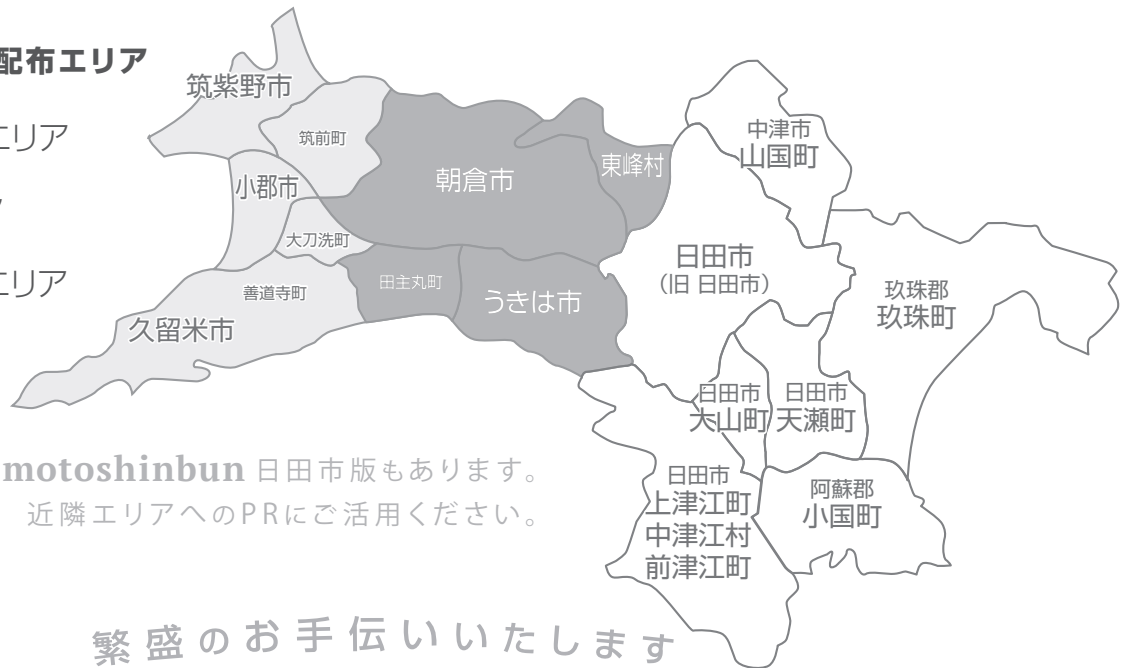 配布エリア
エリア
エリア
筑紫野市
筑前町
小郡市
大刀洗町
善道寺町
久留米市
朝倉市
東峰村
田主丸町
うきは市
中津市
山国町
日田市
(旧 日田市)
玖珠郡
玖珠町
日田市
大山町
日田市
天瀬町
日田市
上津江町
中津江村
前津江町
阿蘇郡
小国町
motoshinbun 日田市版もあります。
近隣エリアへのPRにご活用ください。
繁盛のお手伝いいたします